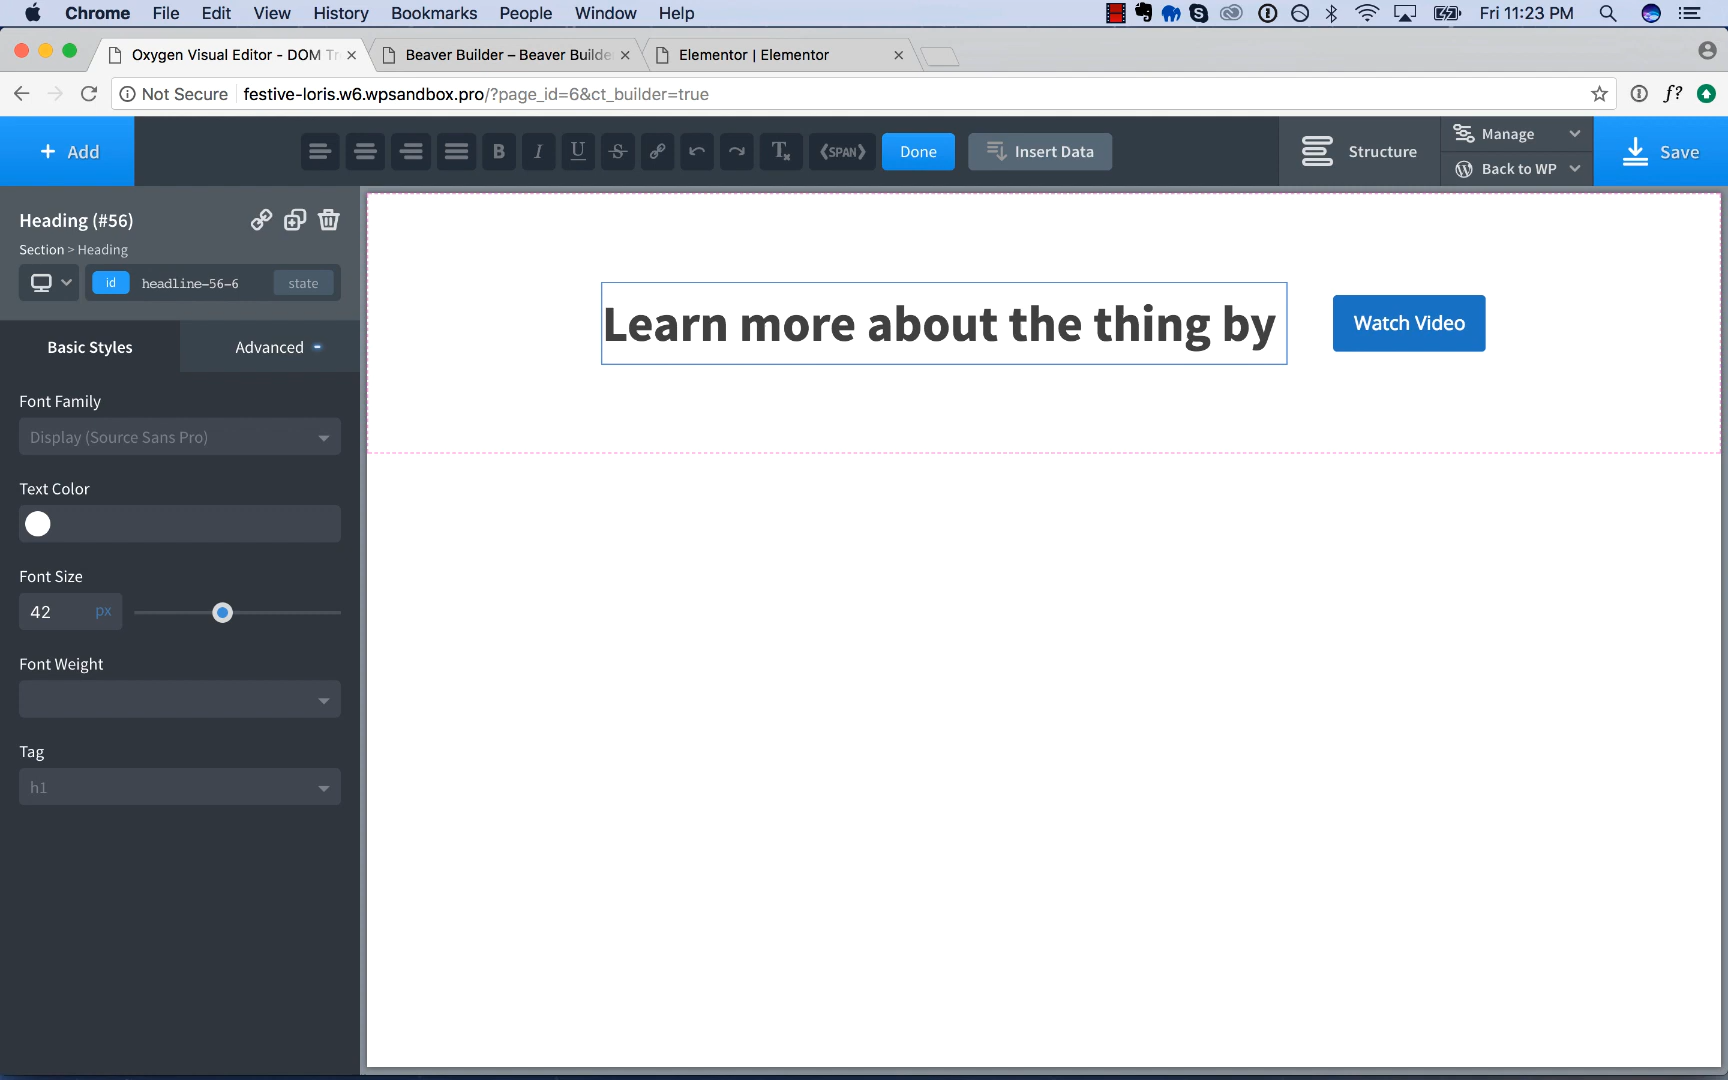 Chrome File Edit View History Bookmarks People Window Help Fri 11:23 PM
Oxygen Visual Editor - DOM Tr Beaver Builder – Beaver Builde Elementor | Elementor
Not Secure festive-loris.w6.wpsandbox.pro/?page_id=6&ct_builder=true f?
+ Add B I U S Tx <SPAN> Done Insert Data Structure Manage Back to WP Save
Heading (#56)
Section > Heading
id headline-56-6 state
Basic Styles Advanced
Font Family
Display (Source Sans Pro)
Text Color
Font Size
42 px
Font Weight
Tag
h1
Learn more about the thing by
Watch Video